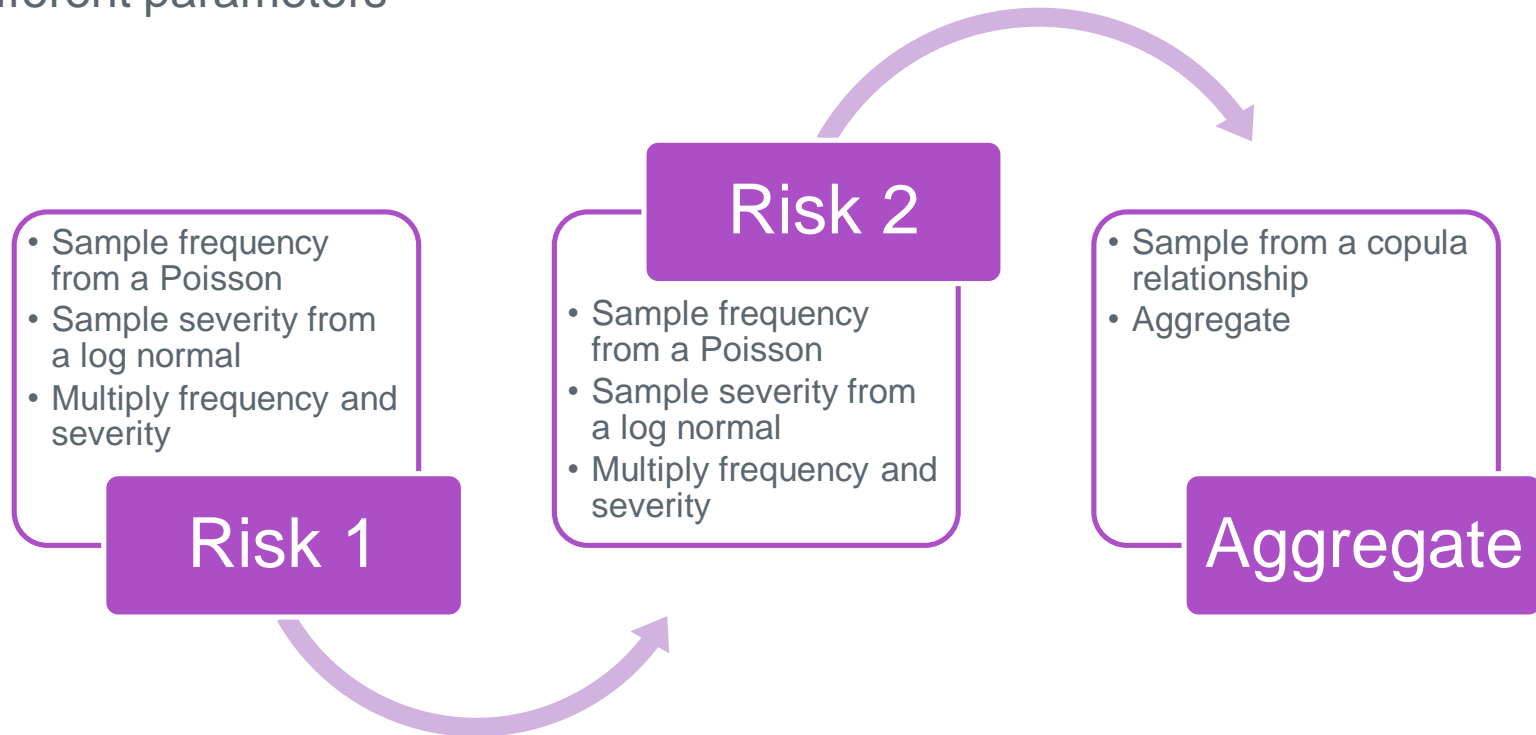 parameters
• Sample frequency
from a Poisson
• Sample severity from
a log normal
• Multiply frequency and
severity
Risk 1
Risk 2
• Sample frequency
from a Poisson
• Sample severity from
a log normal
• Multiply frequency and
severity
• Sample from a copula
relationship
• Aggregate
Aggregate